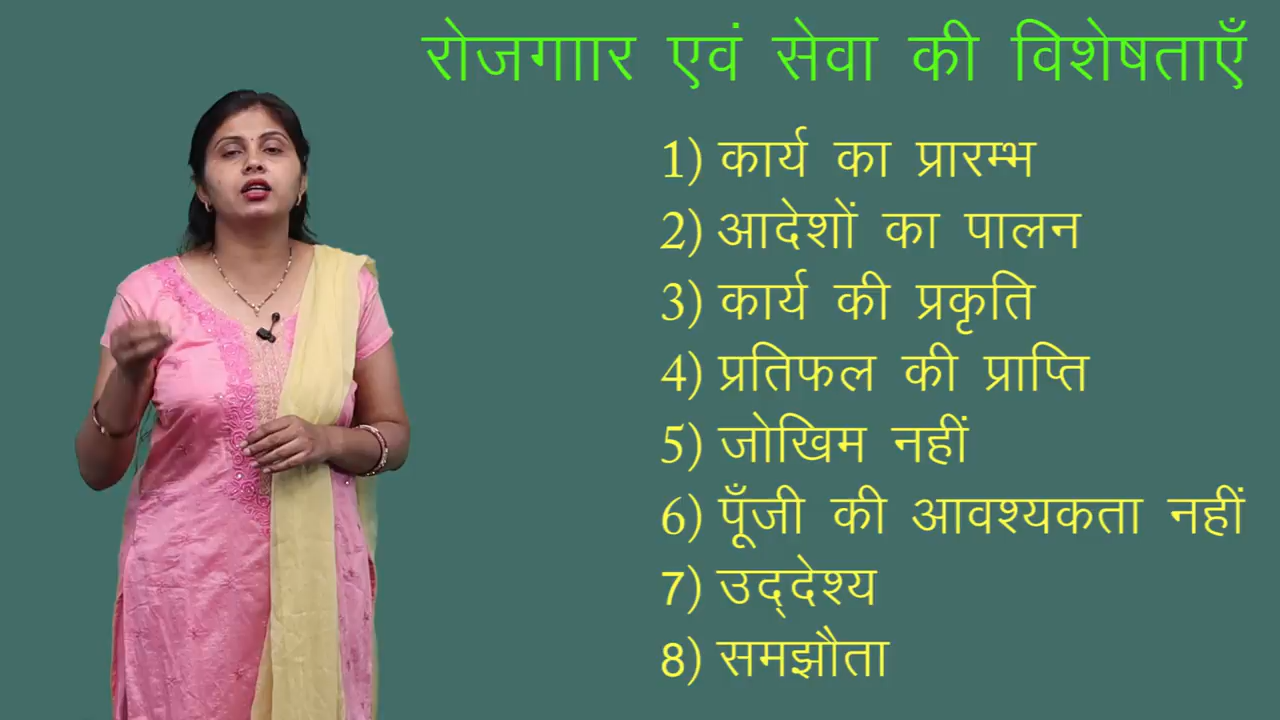 रोजगाार एवं सेवा की विशेषताएँ
1) कार्य का प्रारम्भ
2) आदेशों का पालन
3) कार्य की प्रकृति
4) प्रतिफल की प्राप्ति
5) जोखिम नहीं
6) पूँजी की आवश्यकता नहीं
7) उद्देश्य
8) समझौता